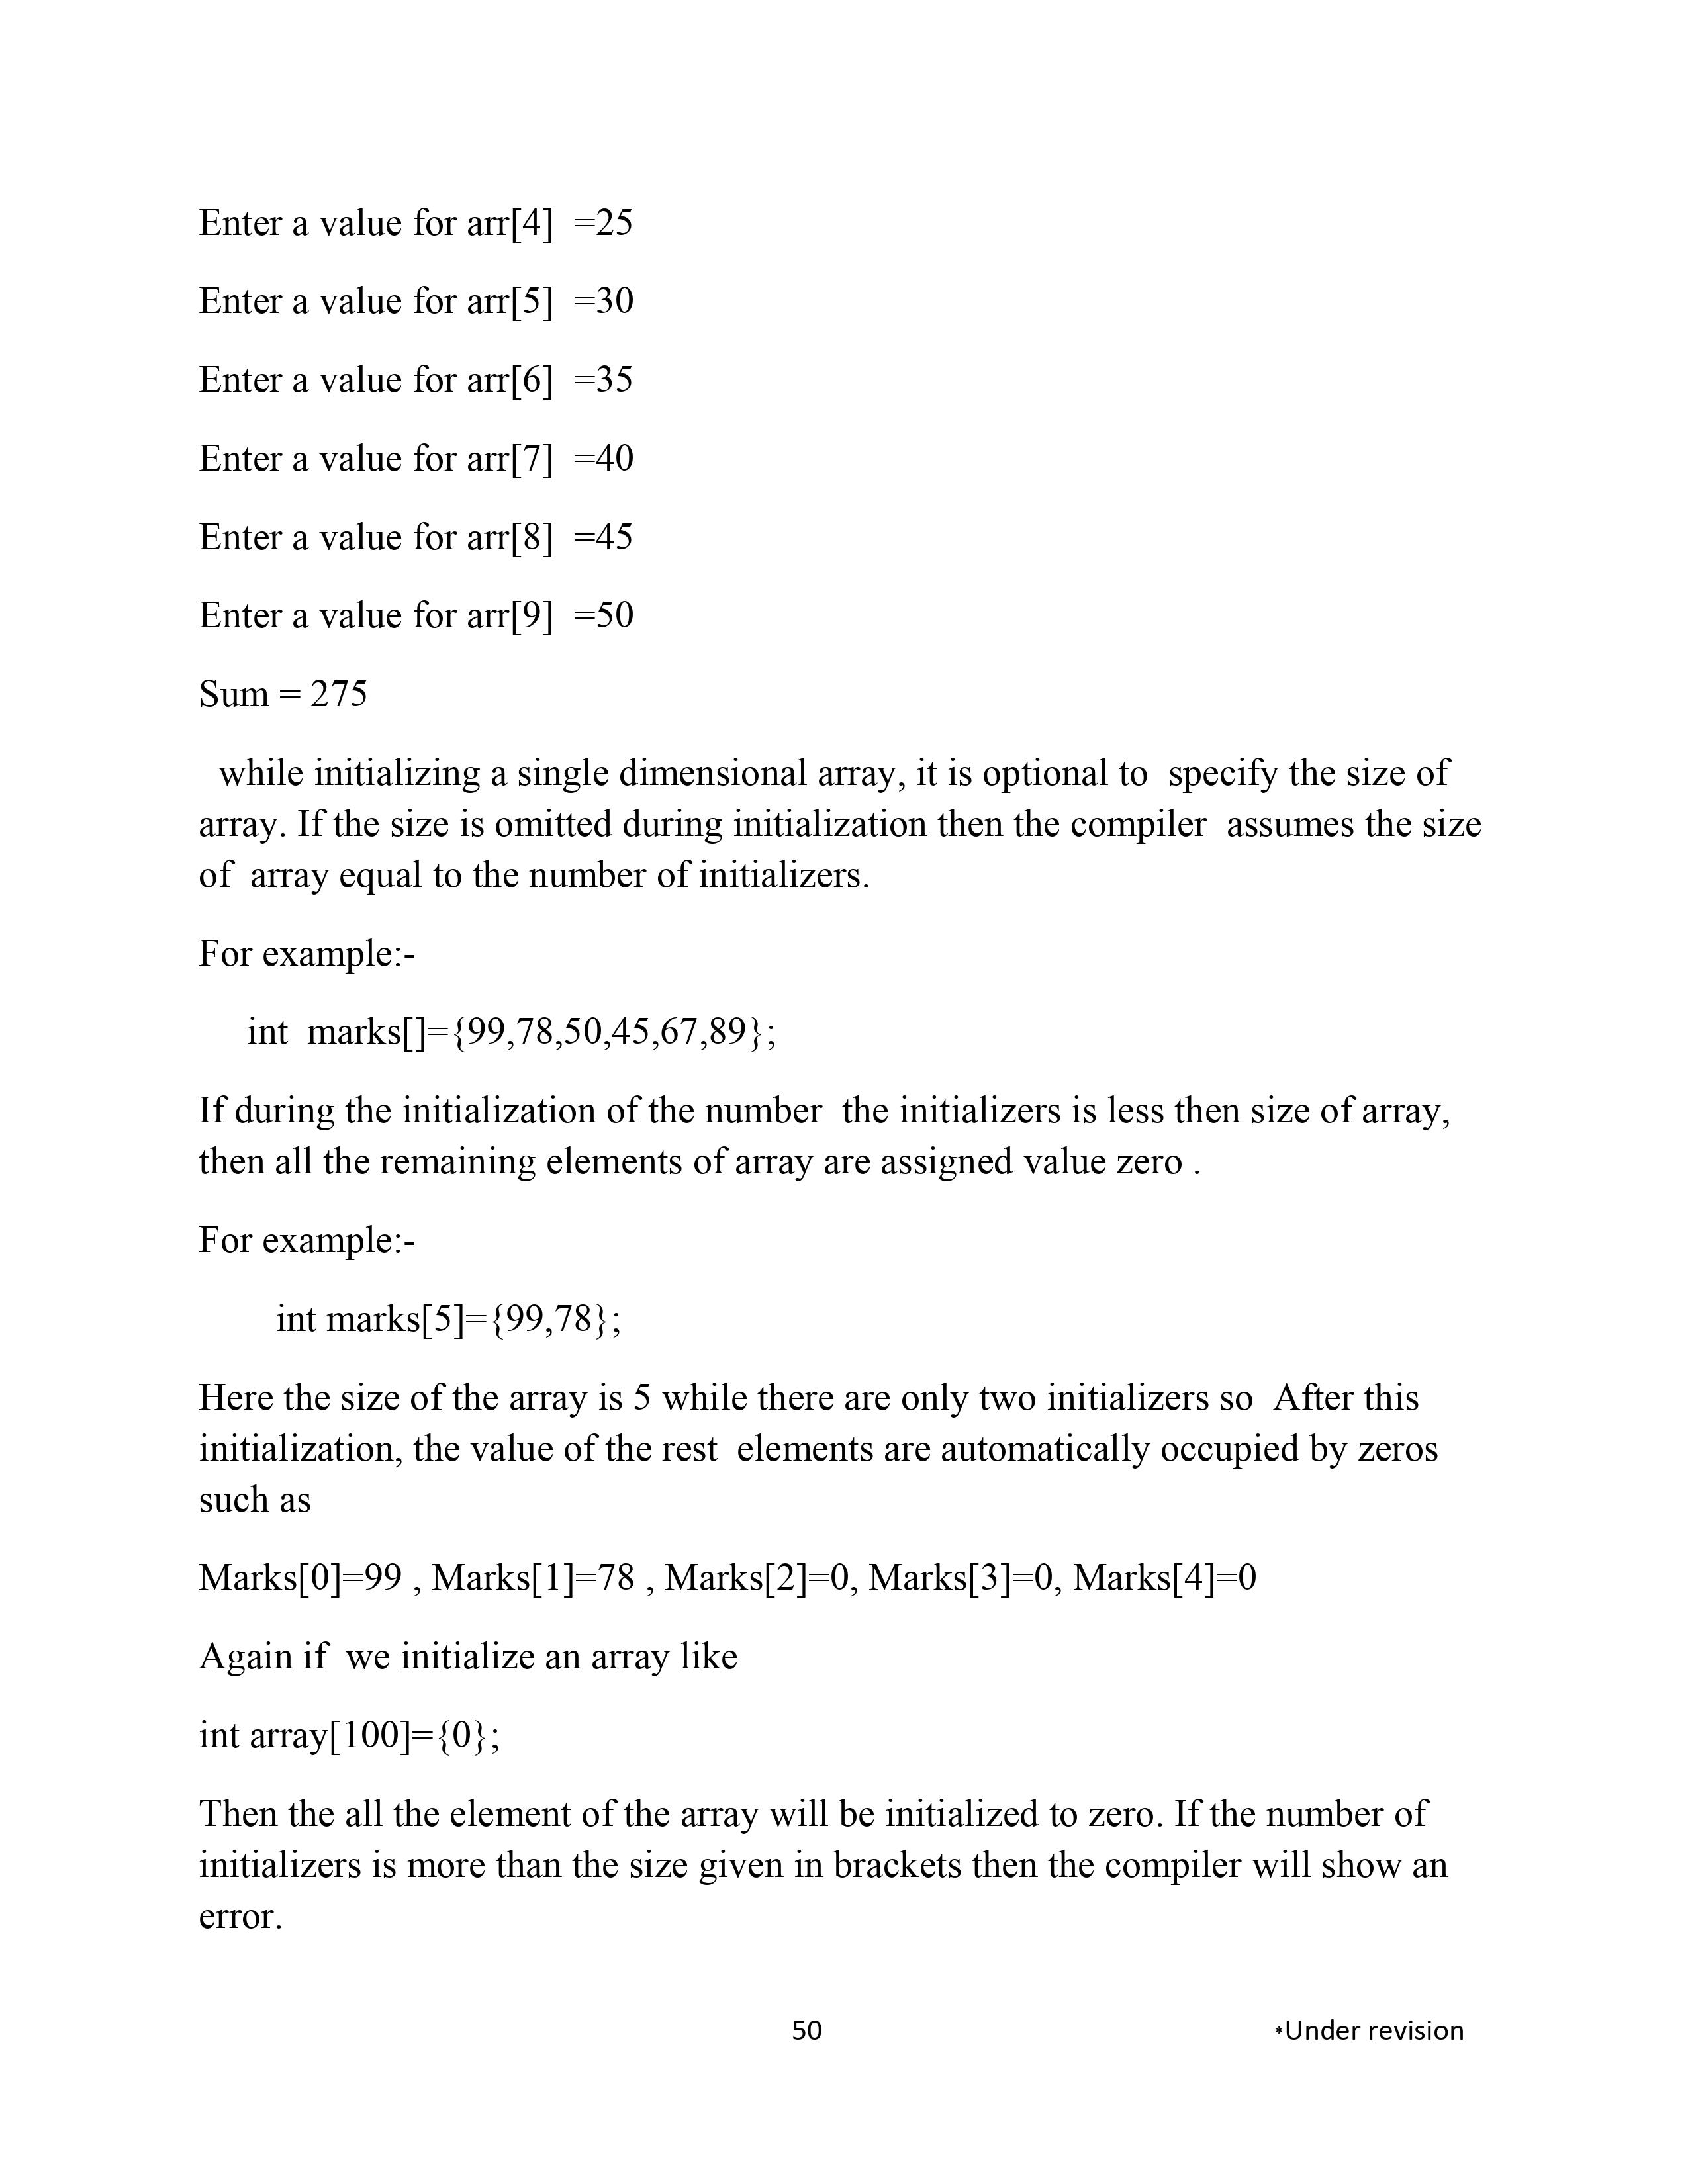 Enter a value for arr[4]  =25
Enter a value for arr[5]  =30
Enter a value for arr[6]  =35
Enter a value for arr[7]  =40
Enter a value for arr[8]  =45
Enter a value for arr[9]  =50
Sum = 275
while initializing a single dimensional array, it is optional to  specify the size of
array. If the size is omitted during initialization then the compiler  assumes the size
of  array equal to the number of initializers.
For example:-
int  marks[]={99,78,50,45,67,89};
If during the initialization of the number  the initializers is less then size of array,
then all the remaining elements of array are assigned value zero .
For example:-
int marks[5]={99,78};
Here the size of the array is 5 while there are only two initializers so  After this
initialization, the value of the rest  elements are automatically occupied by zeros
such as
Marks[0]=99 , Marks[1]=78 , Marks[2]=0, Marks[3]=0, Marks[4]=0
Again if  we initialize an array like
int array[100]={0};
Then the all the element of the array will be initialized to zero. If the number of
initializers is more than the size given in brackets then the compiler will show an
error.
50
*Under revision